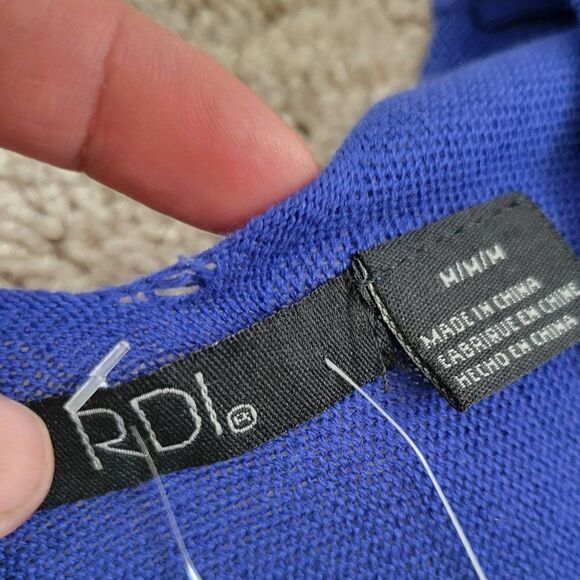 RDI®
M/M/M
MADE IN CHINA
FABRIQUE EN CHINE
HECHO EN CHINA